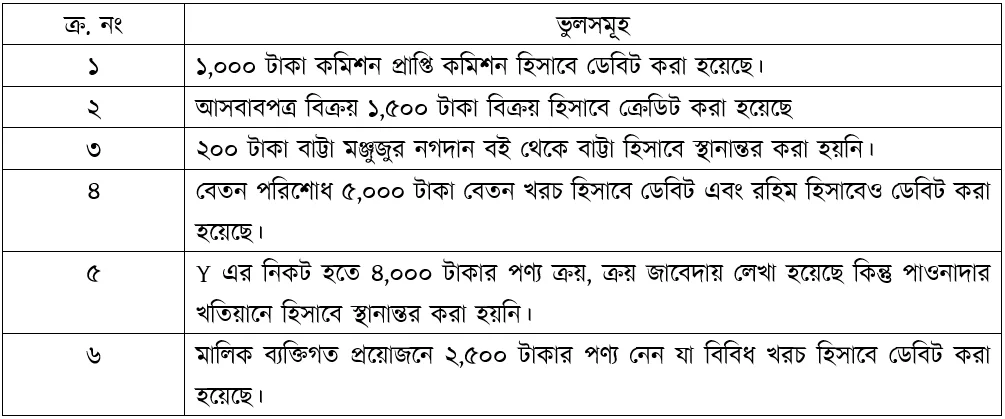 ক্র. নং ভুলসমূহ
১ ১,০০০ টাকা কমিশন প্রাপ্তি কমিশন হিসাবে ডেবিট করা হয়েছে।
২ আসবাবপত্র বিক্রয় ১,৫০০ টাকা বিক্রয় হিসাবে ক্রেডিট করা হয়েছে
৩ ২০০ টাকা বাট্টা মঞ্জুজুর নগদান বই থেকে বাট্টা হিসাবে স্থানান্তর করা হয়নি।
৪ বেতন পরিশোধ ৫,০০০ টাকা বেতন খরচ হিসাবে ডেবিট এবং রহিম হিসাবেও ডেবিট করা
হয়েছে।
৫ Y এর নিকট হতে ৪,০০০ টাকার পণ্য ক্রয়, ক্রয় জাবেদায় লেখা হয়েছে কিন্তু পাওনাদার
খতিয়ানে হিসাবে স্থানান্তর করা হয়নি।
৬ মালিক ব্যক্তিগত প্রয়োজনে ২,৫০০ টাকার পণ্য নেন যা বিবিধ খরচ হিসাবে ডেবিট করা
হয়েছে।